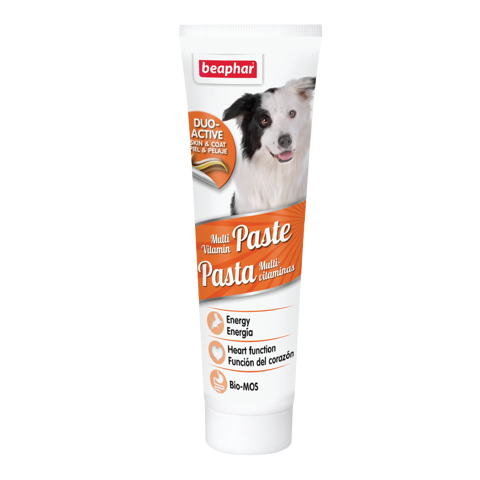 beaphar
DUO-
ACTIVE
SKIN & COAT
PIEL & PELAJE
Multi
Vitamin Paste
Pasta Multi-
vitaminas
Energy
Energía
Heart function
Función del corazón
Bio-MOS